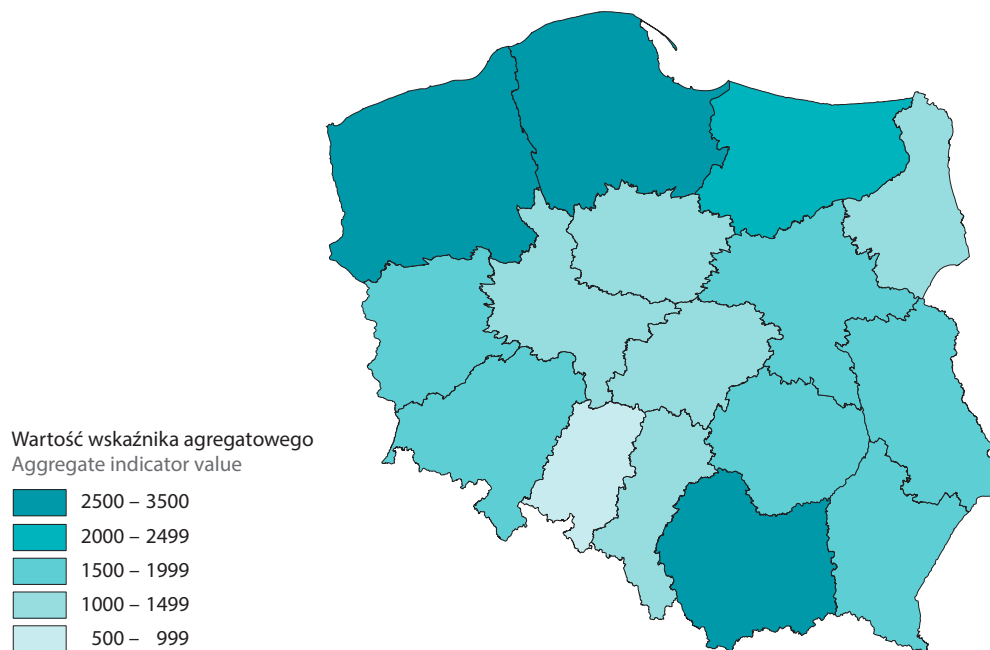 Wartość wskaźnika agregatowego
Aggregate indicator value
2500 – 3500
2000 – 2499
1500 – 1999
1000 – 1499
500 – 999